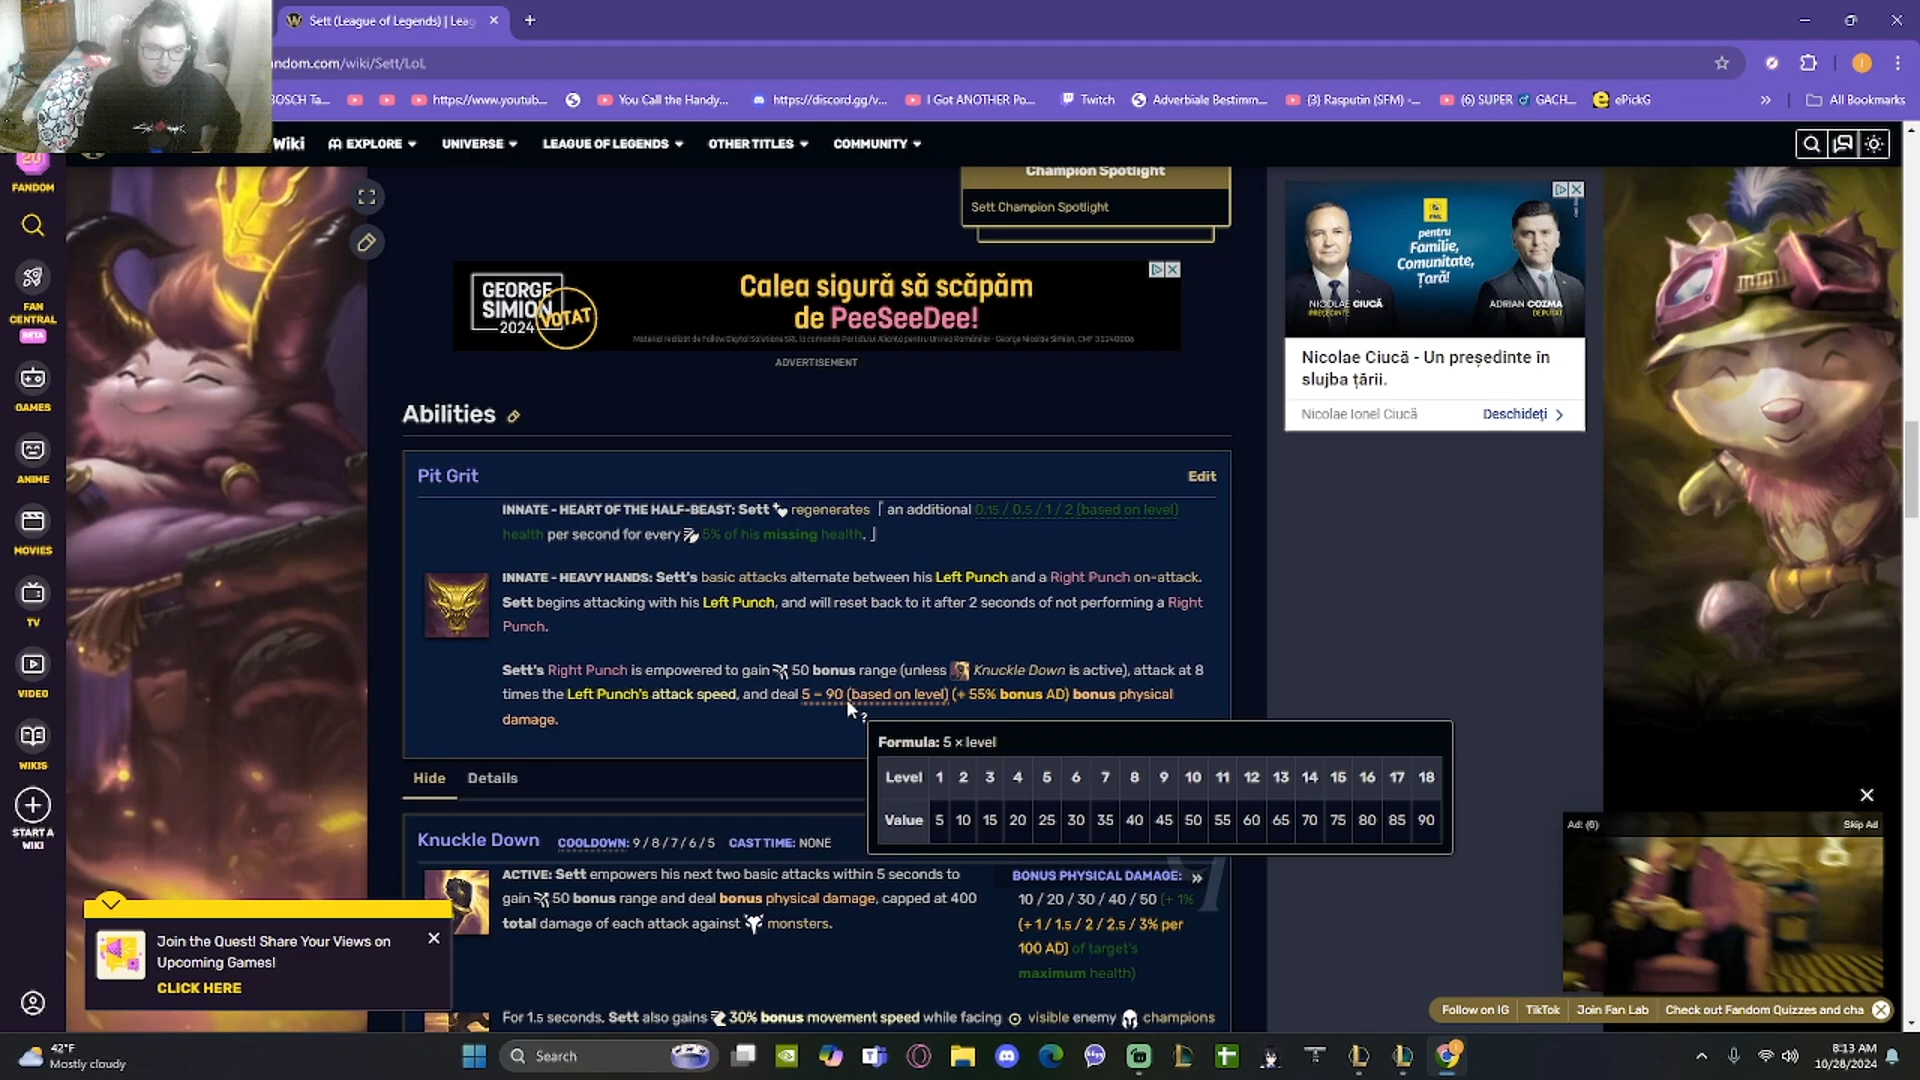 Sett (League of Legends) | Leag
ndom.com/wiki/Sett/LoL
BOSCH Ta...
https://www.youtub...
You Call the Handy...
https://discord.gg/v...
I Got ANOTHER Po...
Twitch
Adverbiale Bestimm...
(3) Rasputin (SFM) -...
(6) SUPER GACH...
ePickG
»
All Bookmarks
Wiki
EXPLORE
UNIVERSE
LEAGUE OF LEGENDS
OTHER TITLES
COMMUNITY
FANDOM
FAN CENTRAL
BETA
GAMES
ANIME
MOVIES
TV
VIDEO
WIKIS
START A WIKI
Champion Spotlight
Sett Champion Spotlight
GEORGE
SIMION
2024
VOTAT
Calea sigură să scăpăm
de PeeSeeDee!
ADVERTISEMENT
PNL
pentru
Familie,
Comunitate,
Țară!
NICOLAE CIUCĂ
PREȘEDINTE
ADRIAN COZMA
DEPUTAT
Nicolae Ciucă - Un președinte în
slujba țării.
Nicolae Ionel Ciucă
Deschideți
Abilities
Pit Grit
Edit
INNATE - HEART OF THE HALF-BEAST: Sett regenerates ⌈ an additional 0.15 / 0.5 / 1 / 2 (based on level)
health per second for every 5% of his missing health. ⌋
INNATE - HEAVY HANDS: Sett's basic attacks alternate between his Left Punch and a Right Punch on-attack.
Sett begins attacking with his Left Punch, and will reset back to it after 2 seconds of not performing a Right
Punch.
Sett's Right Punch is empowered to gain 50 bonus range (unless Knuckle Down is active), attack at 8
times the Left Punch's attack speed, and deal 5 – 90 (based on level) (+ 55% bonus AD) bonus physical
damage.
Formula: 5 × level
Level 1 2 3 4 5 6 7 8 9 10 11 12 13 14 15 16 17 18
Value 5 10 15 20 25 30 35 40 45 50 55 60 65 70 75 80 85 90
Hide
Details
Knuckle Down
COOLDOWN: 9 / 8 / 7 / 6 / 5
CAST TIME: NONE
ACTIVE: Sett empowers his next two basic attacks within 5 seconds to
gain 50 bonus range and deal bonus physical damage, capped at 400
total damage of each attack against monsters.
BONUS PHYSICAL DAMAGE: »
10 / 20 / 30 / 40 / 50 (+ 1%
(+ 1 / 1.5 / 2 / 2.5 / 3% per
100 AD) of target's
maximum health)
For 1.5 seconds, Sett also gains 30% bonus movement speed while facing visible enemy champions
Join the Quest! Share Your Views on
Upcoming Games!
CLICK HERE
Ad: (6)
Skip Ad
Follow on IG
TikTok
Join Fan Lab
Check out Fandom Quizzes and cha
42°F
Mostly cloudy
Search
8:13 AM
10/28/2024